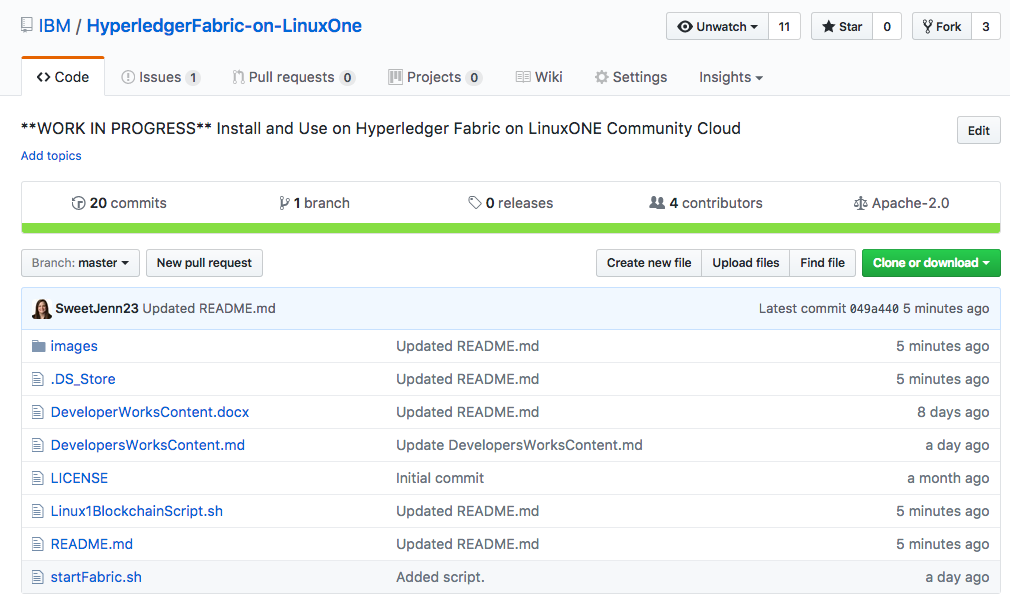 IBM / HyperledgerFabric-on-LinuxOne Unwatch 11 Star 0 Fork 3
Code Issues 1 Pull requests 0 Projects 0 Wiki Settings Insights
**WORK IN PROGRESS** Install and Use on Hyperledger Fabric on LinuxONE Community Cloud Edit
Add topics
20 commits 1 branch 0 releases 4 contributors Apache-2.0
Branch: master New pull request Create new file Upload files Find file Clone or download
SweetJenn23 Updated README.md Latest commit 049a440 5 minutes ago
images Updated README.md 5 minutes ago
.DS_Store Updated README.md 5 minutes ago
DeveloperWorksContent.docx Updated README.md 8 days ago
DevelopersWorksContent.md Update DevelopersWorksContent.md a day ago
LICENSE Initial commit a month ago
Linux1BlockchainScript.sh Updated README.md 5 minutes ago
README.md Updated README.md 5 minutes ago
startFabric.sh Added script. a day ago